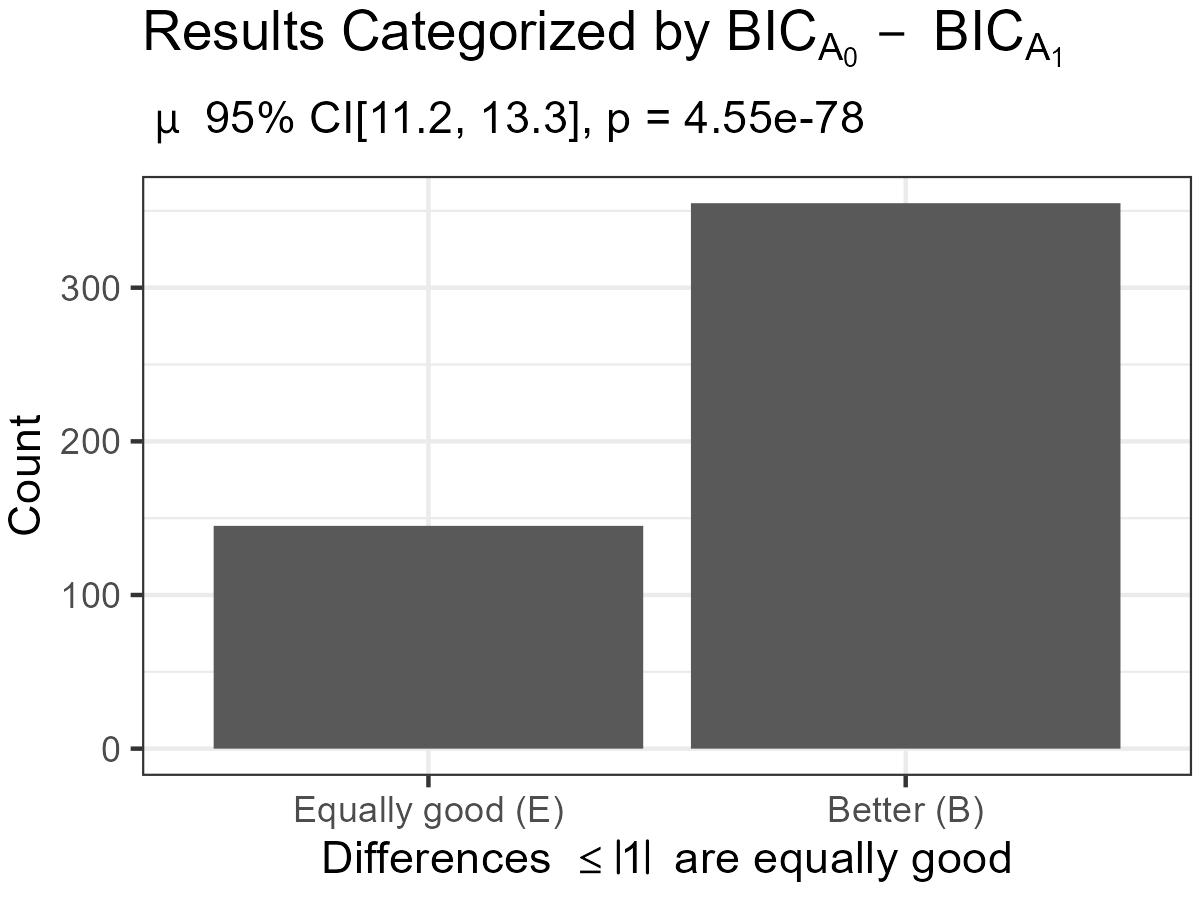 Results Categorized by BIC_A₀ − BIC_A₁
μ 95% CI[11.2, 13.3], p = 4.55e-78
300
200
100
0
Count
Equally good (E) Better (B)
Differences ≤|1| are equally good